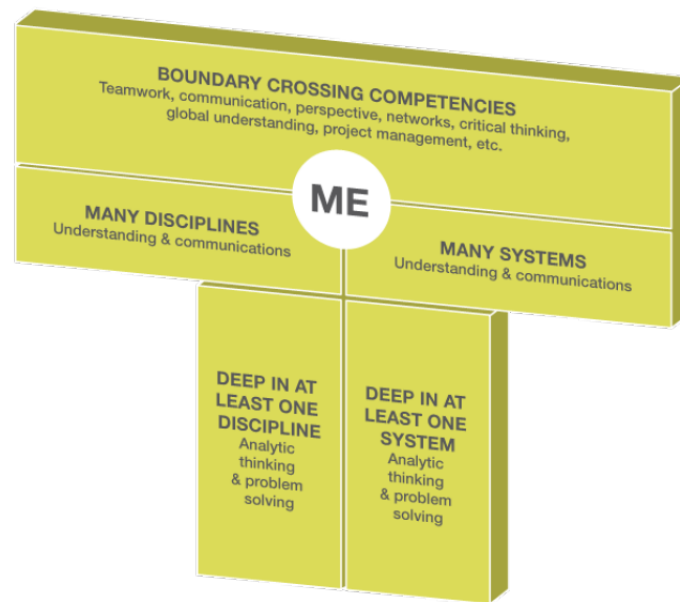 BOUNDARY CROSSING COMPETENCIES
Teamwork, communication, perspective, networks, critical thinking,
global understanding, project management, etc.
ME
MANY DISCIPLINES
Understanding & communications
MANY SYSTEMS
Understanding & communications
DEEP IN AT
LEAST ONE
DISCIPLINE
Analytic
thinking
& problem
solving
DEEP IN AT
LEAST ONE
SYSTEM
Analytic
thinking
& problem
solving